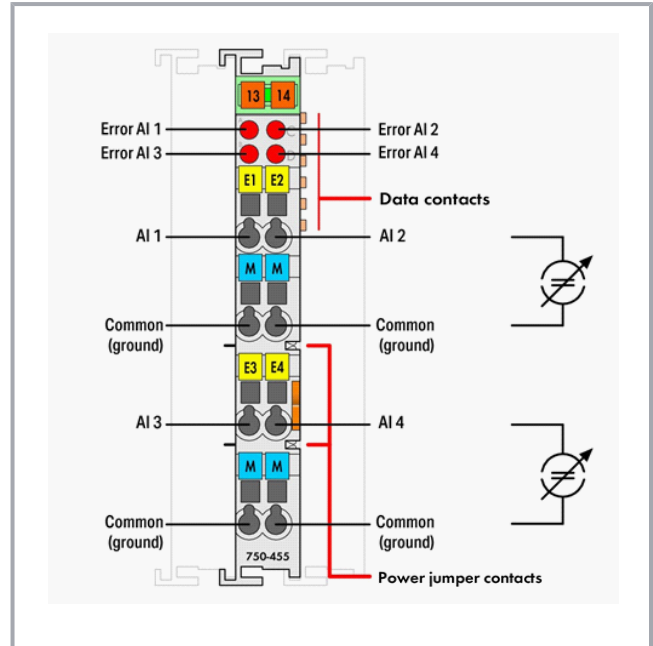 13 14
A C
Error AI 1 Error AI 2
Error AI 3 D Error AI 4
E1 E2
Data contacts
AI 1 AI 2
M M
Common Common
(ground) (ground)
E3 E4
AI 3 AI 4
M M
Common Common
(ground) (ground)
750-455
Power jumper contacts